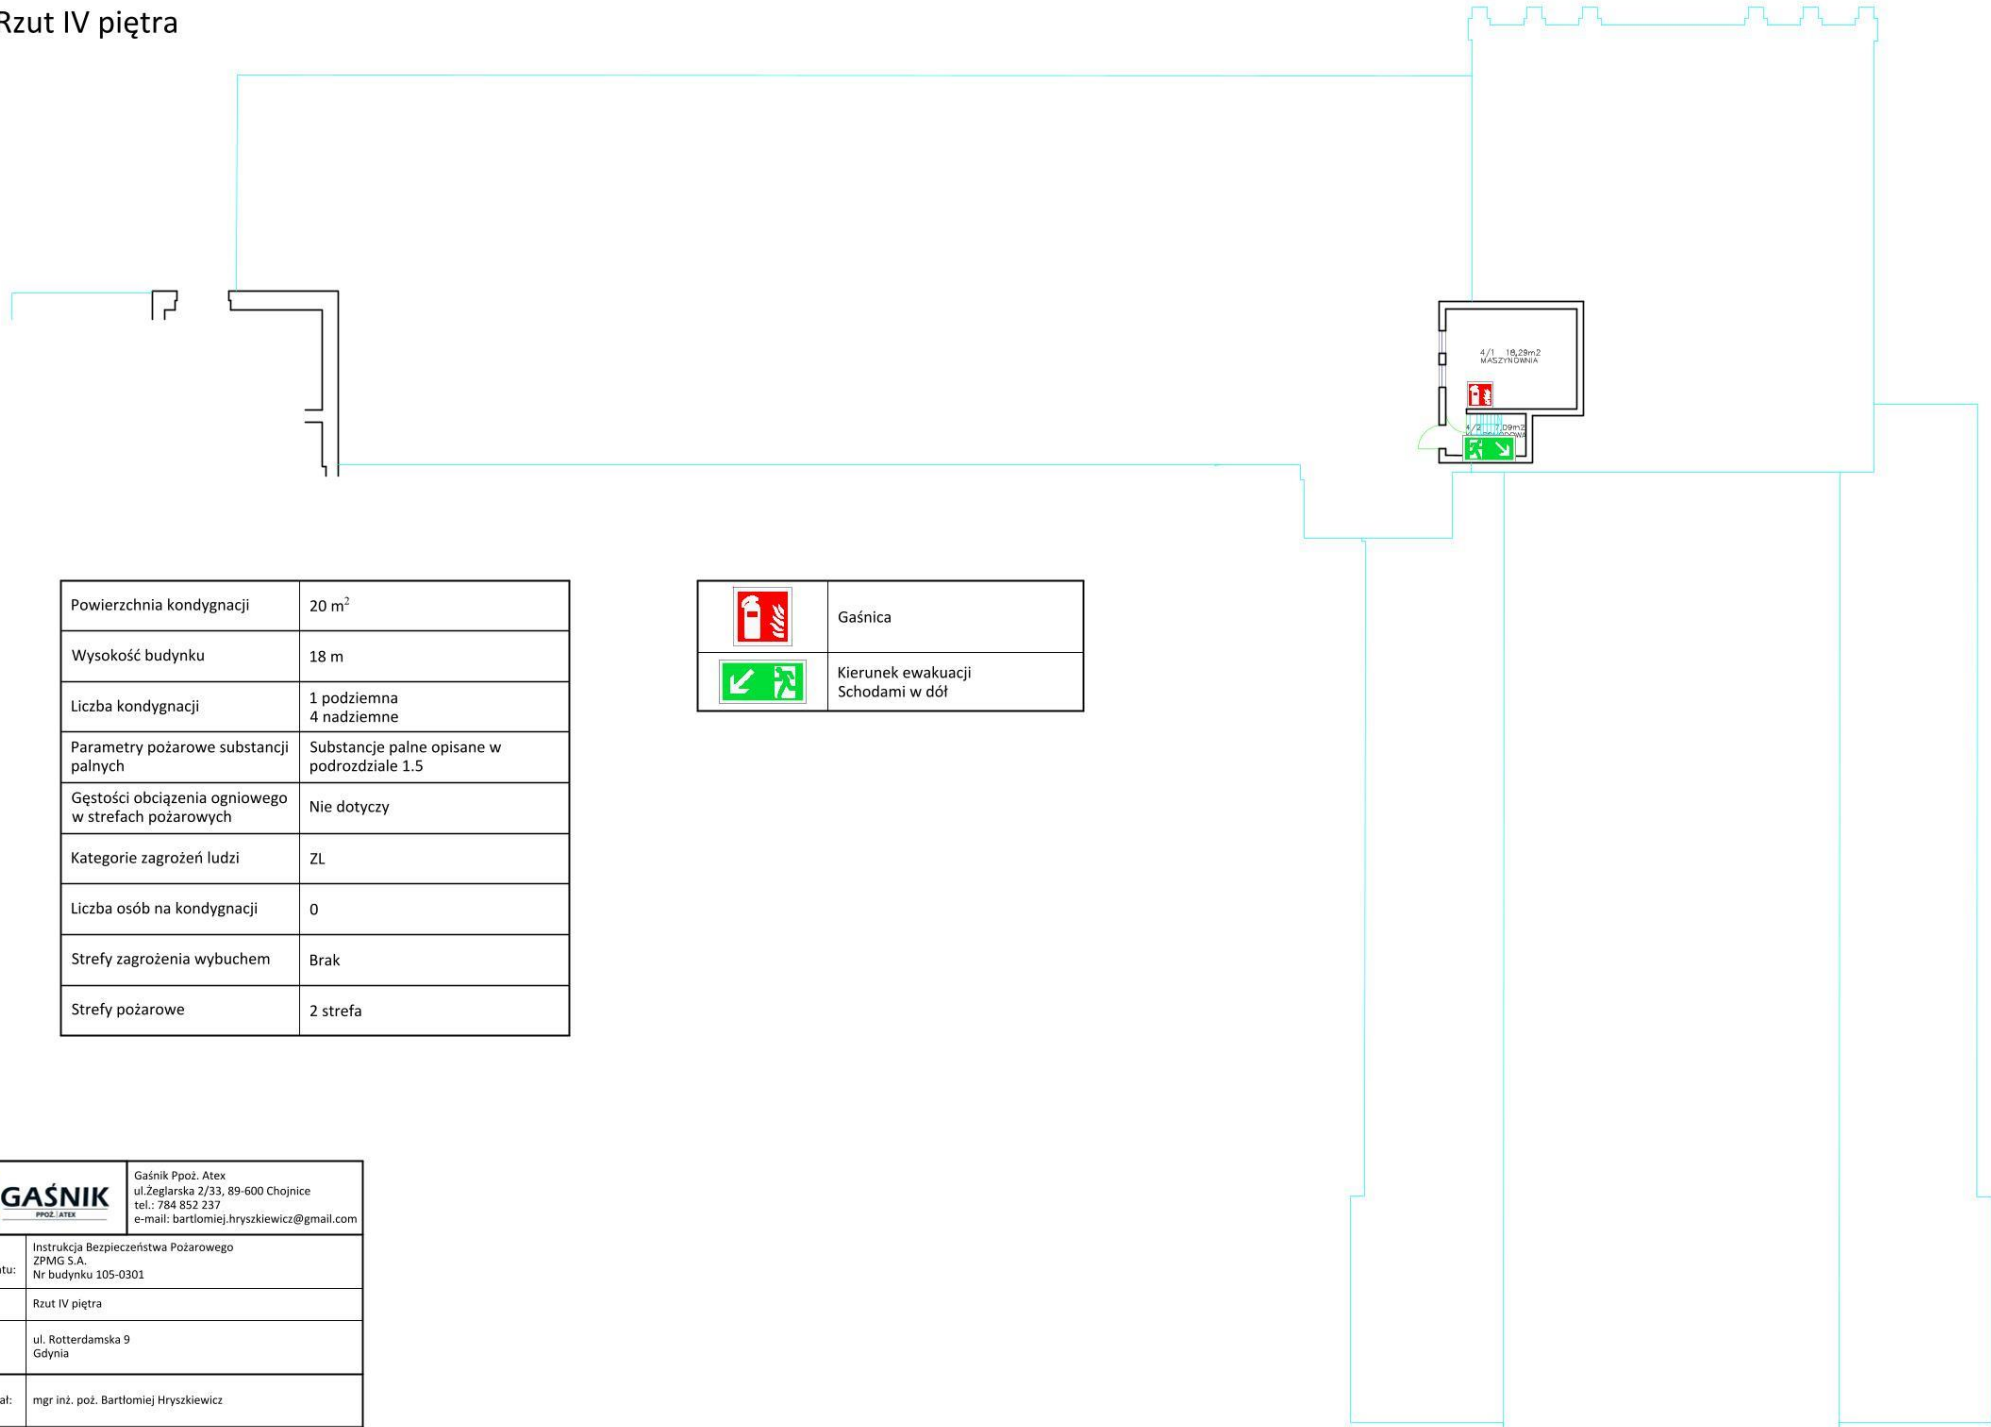 Rzut IV piętra
4/1 18,29m2
MASZYNOWNIA
4/2 7,09m2
Powierzchnia kondygnacji 20 m²
Wysokość budynku 18 m
Liczba kondygnacji 1 podziemna
4 nadziemne
Parametry pożarowe substancji palnych Substancje palne opisane w podrozdziale 1.5
Gęstości obciązenia ogniowego w strefach pożarowych Nie dotyczy
Kategorie zagrożeń ludzi ZL
Liczba osób na kondygnacji 0
Strefy zagrożenia wybuchem Brak
Strefy pożarowe 2 strefa
Gaśnica
Kierunek ewakuacji
Schodami w dół
GAŚNIK
PPOŻ. ATEX
Gaśnik Ppoż. Atex
ul.Żeglarska 2/33, 89-600 Chojnice
tel.: 784 852 237
e-mail: bartlomiej.hryszkiewicz@gmail.com
Instrukcja Bezpieczeństwa Pożarowego
ZPMG S.A.
Nr budynku 105-0301
Rzut IV piętra
ul. Rotterdamska 9
Gdynia
mgr inż. poż. Bartłomiej Hryszkiewicz